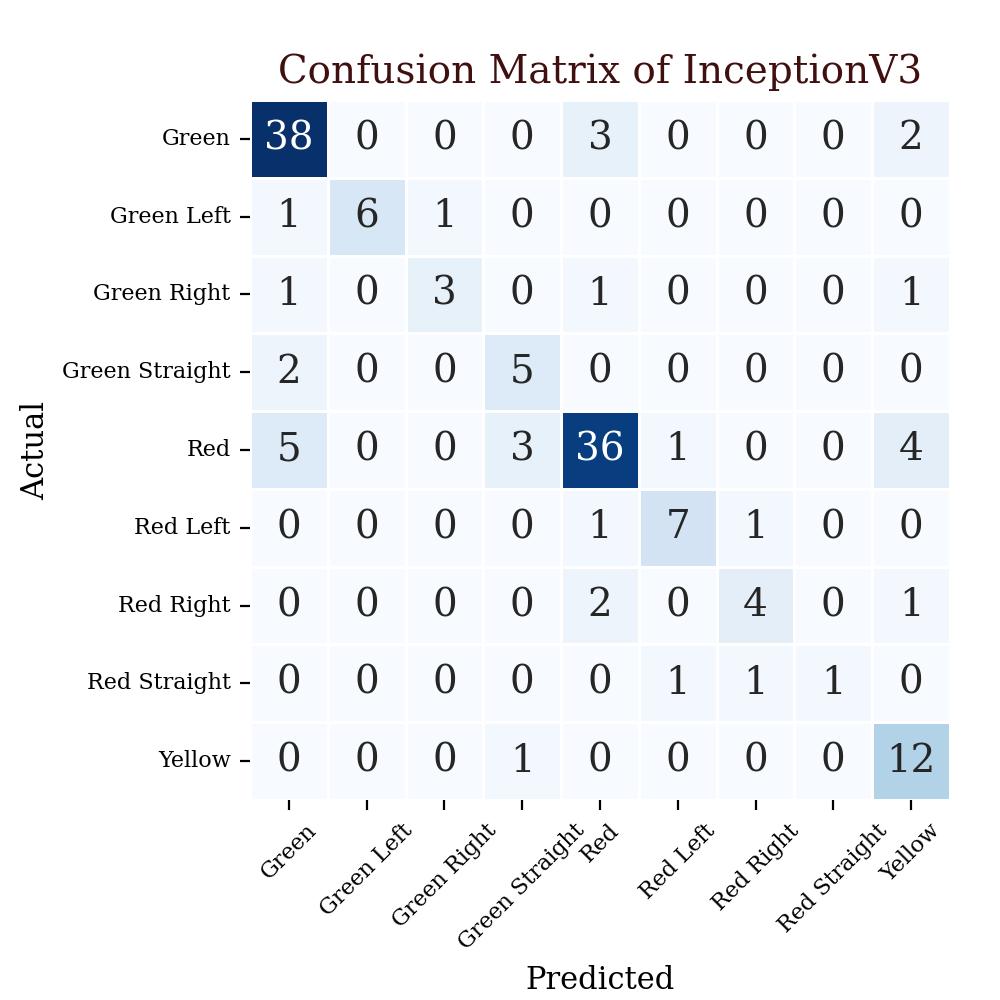 Confusion Matrix of InceptionV3
Green 38 0 0 0 3 0 0 0 2
Green Left 1 6 1 0 0 0 0 0 0
Green Right 1 0 3 0 1 0 0 0 1
Green Straight 2 0 0 5 0 0 0 0 0
Red 5 0 0 3 36 1 0 0 4
Red Left 0 0 0 0 1 7 1 0 0
Red Right 0 0 0 0 2 0 4 0 1
Red Straight 0 0 0 0 0 1 1 1 0
Yellow 0 0 0 1 0 0 0 0 12
Actual
Green
Green Left
Green Right
Green Straight
Red
Red Left
Red Right
Red Straight
Yellow
Predicted